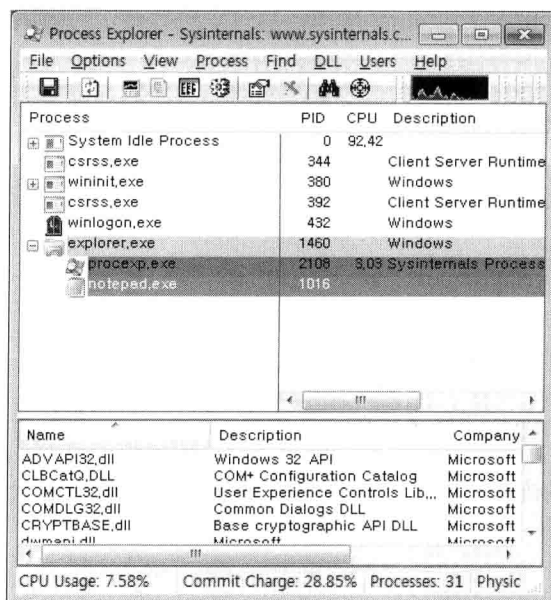 Process Explorer - Sysinternals: www.sysinternals.c...
File Options View Process Find DLL Users Help
Process PID CPU Description
System Idle Process 0 92,42
csrss,exe 344 Client Server Runtime
wininit,exe 380 Windows
csrss,exe 392 Client Server Runtime
winlogon,exe 432 Windows
explorer,exe 1460 Windows
procexp,exe 2108 3,03 Sysinternals Process
notepad,exe 1016
Name Description Company
ADVAPI32,dll Windows 32 API Microsoft
CLBCatQ,DLL COM+ Configuration Catalog Microsoft
COMCTL32,dll User Experience Controls Lib,,, Microsoft
COMDLG32,dll Common Dialogs DLL Microsoft
CRYPTBASE,dll Base cryptographic API DLL Microsoft
dwmapi,dll Microsoft Microsoft
CPU Usage: 7.58% Commit Charge: 28.85% Processes: 31 Physic